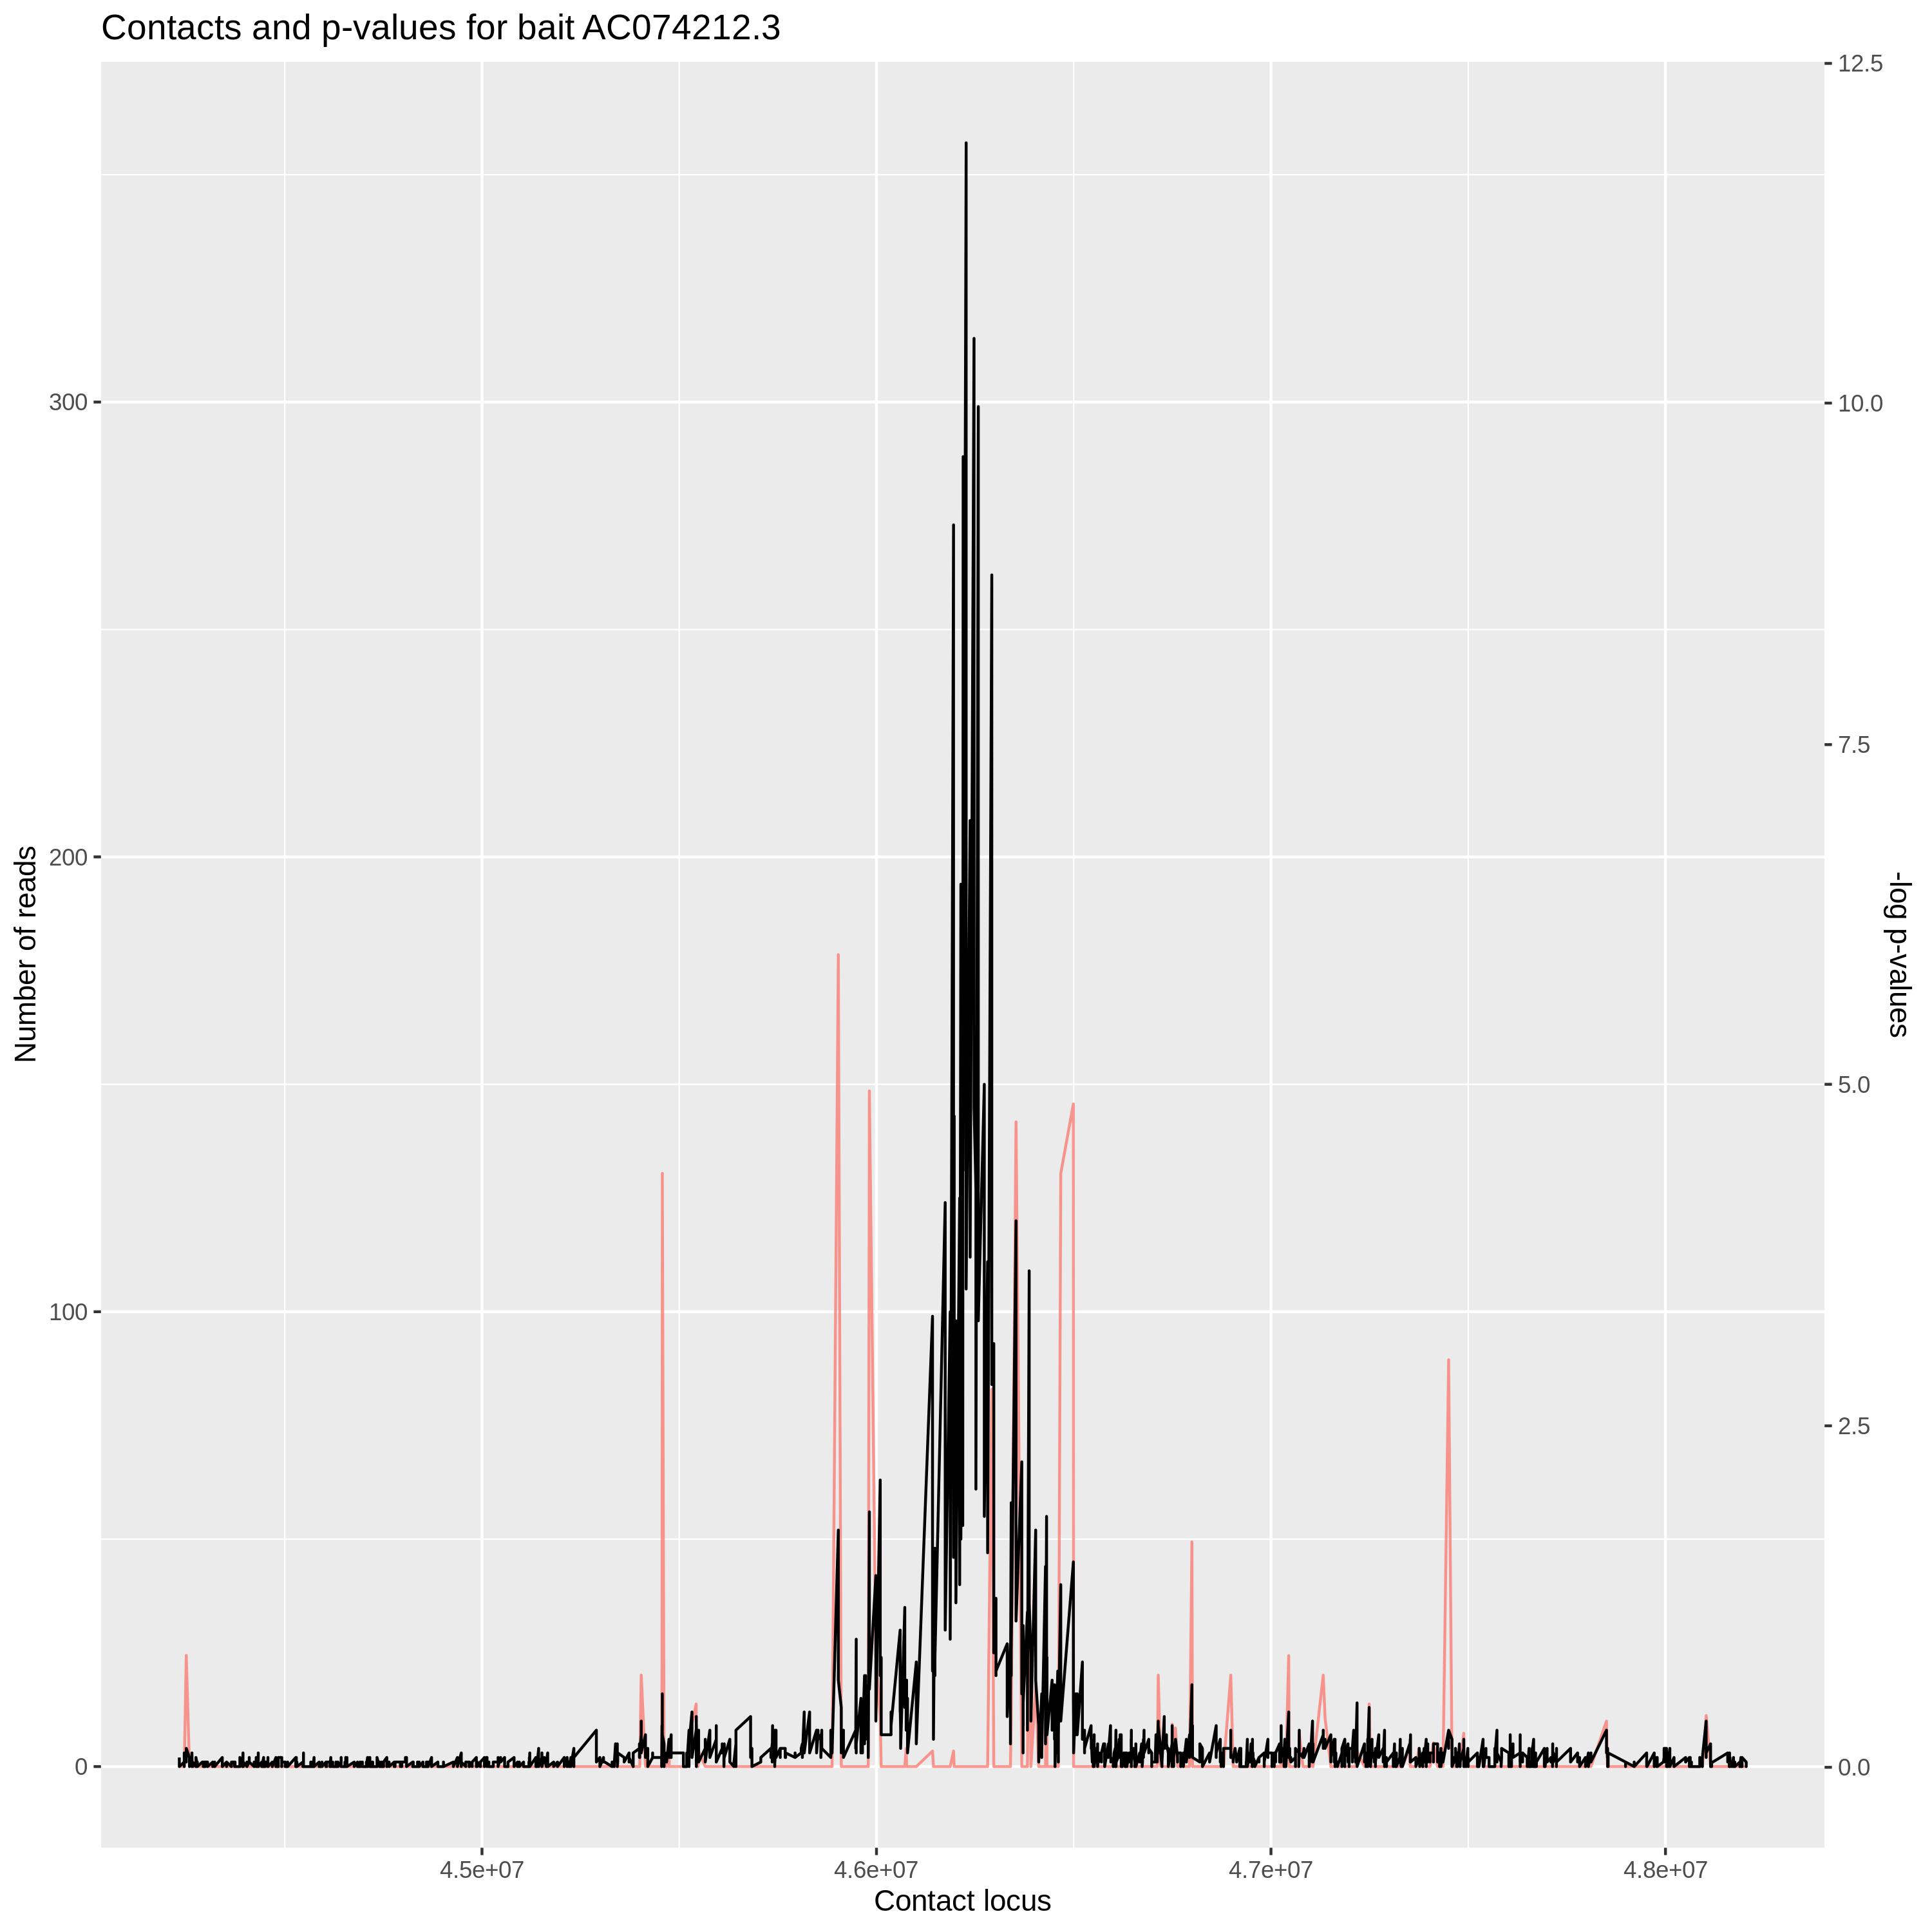 Contacts and p-values for bait AC074212.3
12.5
300
10.0
7.5
200
Number of reads
-log p-values
5.0
100
2.5
0
0.0
4.5e+07
4.6e+07
4.7e+07
4.8e+07
Contact locus